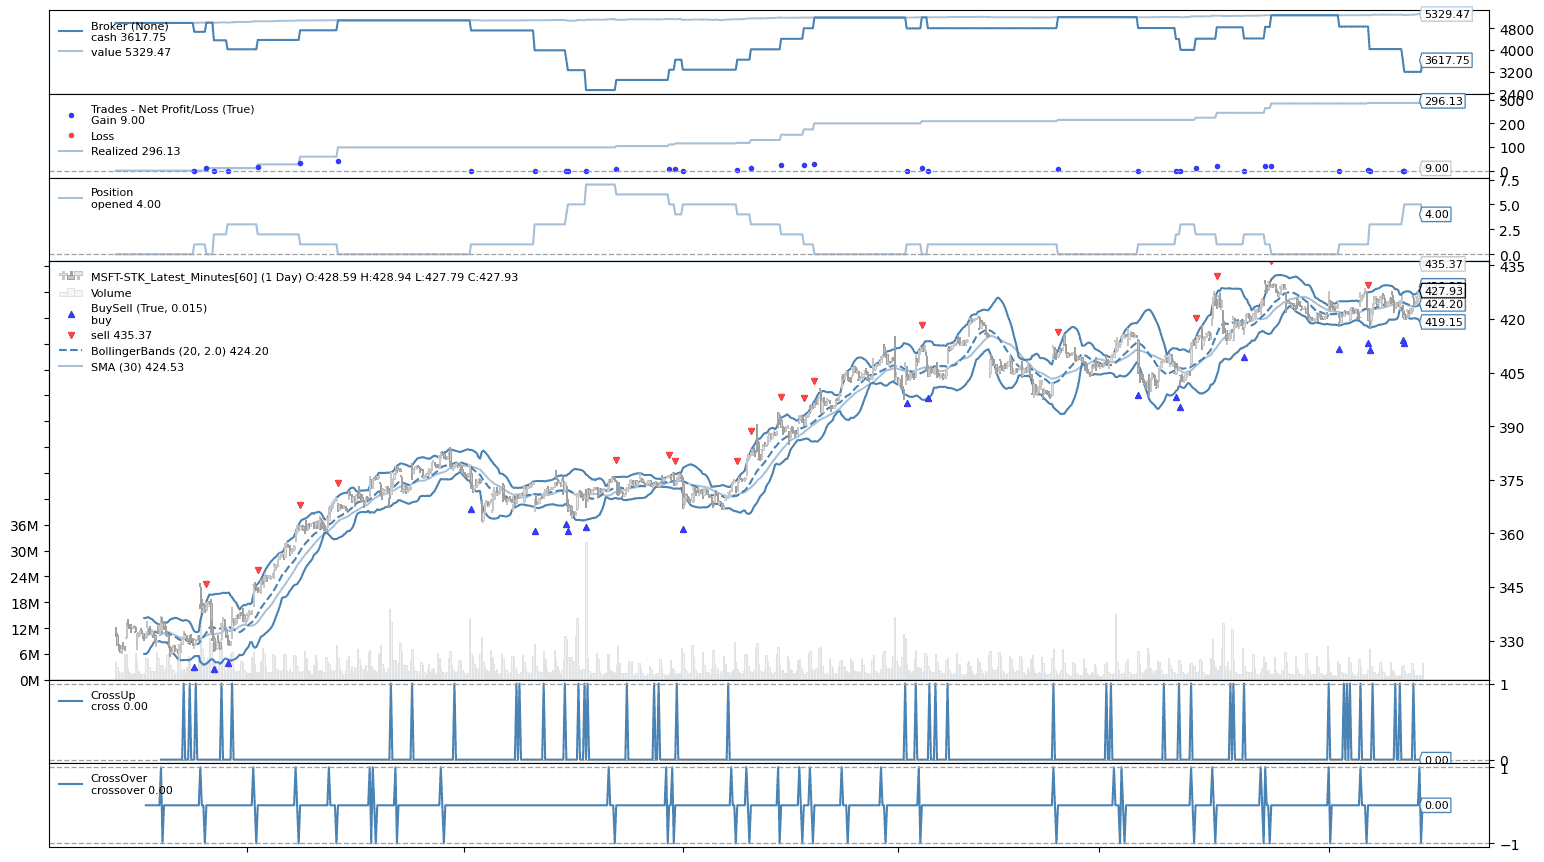 Broker (None)
cash 3617.75
value 5329.47
5329.47
4800
4000
3617.75
3200
2400
Trades - Net Profit/Loss (True)
Gain 9.00
Loss
Realized 296.13
296.13
300
200
100
9.00
0
Position
opened 4.00
7.5
5.0
4.00
2.5
0.0
MSFT-STK_Latest_Minutes[60] (1 Day) O:428.59 H:428.94 L:427.79 C:427.93
Volume
BuySell (True, 0.015)
buy
sell 435.37
BollingerBands (20, 2.0) 424.20
SMA (30) 424.53
435.37
435
427.93
424.20
419.15
420
405
390
375
360
345
330
36M
30M
24M
18M
12M
6M
0M
CrossUp
cross 0.00
1
0
0.00
CrossOver
crossover 0.00
1
0.00
−1